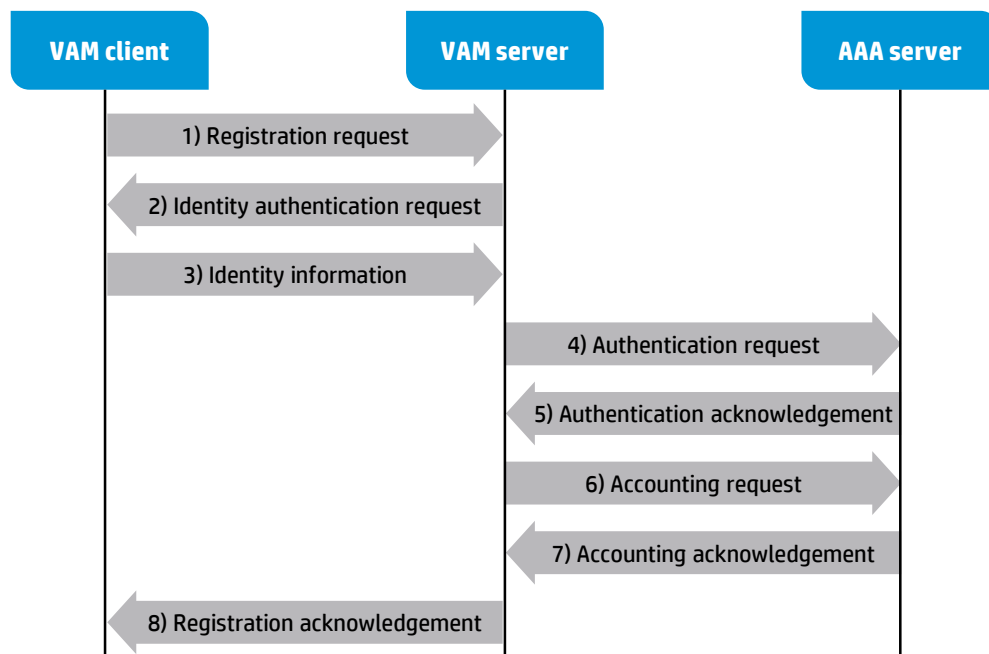 VAM client
VAM server
AAA server
1) Registration request
2) Identity authentication request
3) Identity information
4) Authentication request
5) Authentication acknowledgement
6) Accounting request
7) Accounting acknowledgement
8) Registration acknowledgement